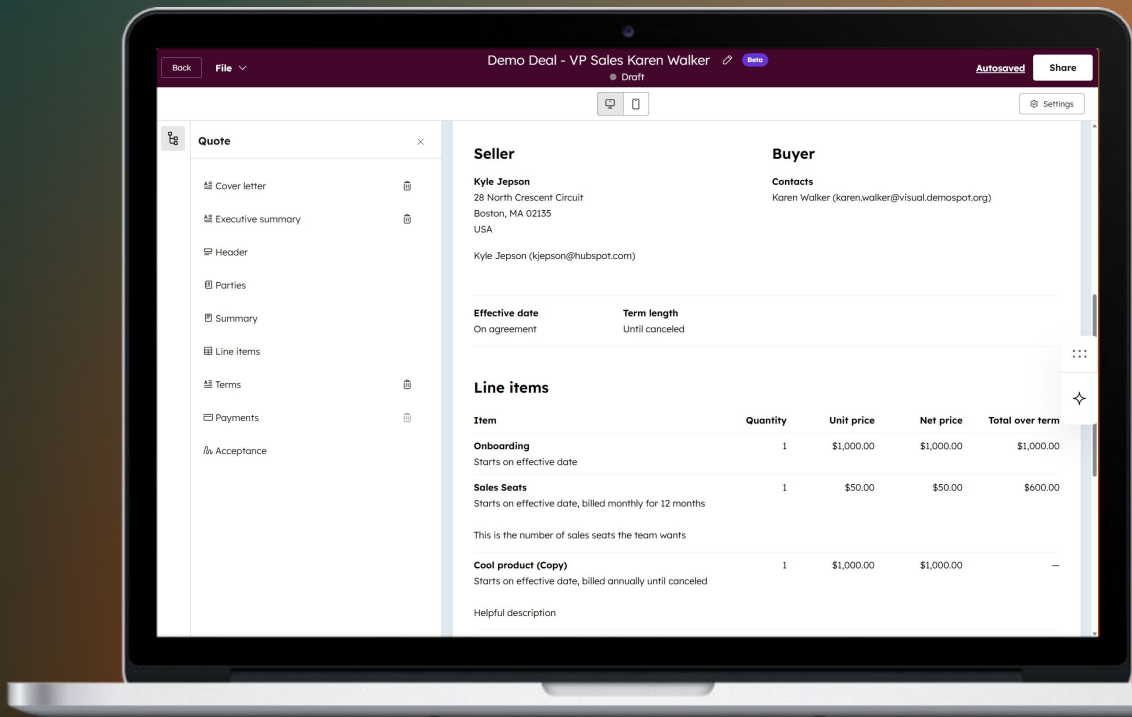 Back
File
Demo Deal - VP Sales Karen Walker
Beta
Draft
Autosaved
Share
Settings
Quote
Cover letter
Executive summary
Header
Parties
Summary
Line items
Terms
Payments
Acceptance
Seller
Kyle Jepson
28 North Crescent Circuit
Boston, MA 02135
USA
Kyle Jepson (kjepson@hubspot.com)
Buyer
Contacts
Karen Walker (karen.walker@visual.demospot.org)
Effective date Term length
On agreement Until canceled
Line items
Item Quantity Unit price Net price Total over term
Onboarding 1 $1,000.00 $1,000.00 $1,000.00
Starts on effective date
Sales Seats 1 $50.00 $50.00 $600.00
Starts on effective date, billed monthly for 12 months
This is the number of sales seats the team wants
Cool product (Copy) 1 $1,000.00 $1,000.00 —
Starts on effective date, billed annually until canceled
Helpful description